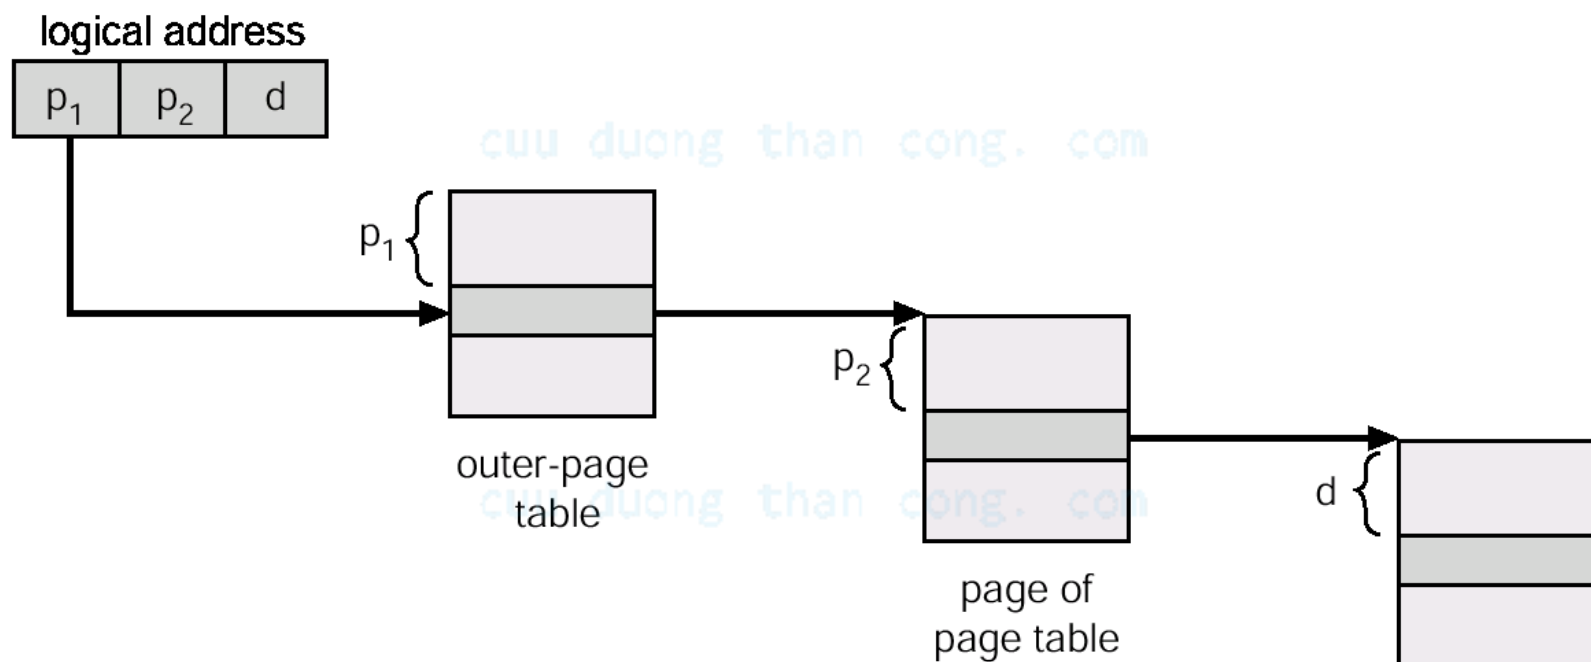 logical address
p₁ p₂ d
cuu duong than cong. com
p₁
p₂
outer-page
table
cuu duong than cong. com
d
page of
page table